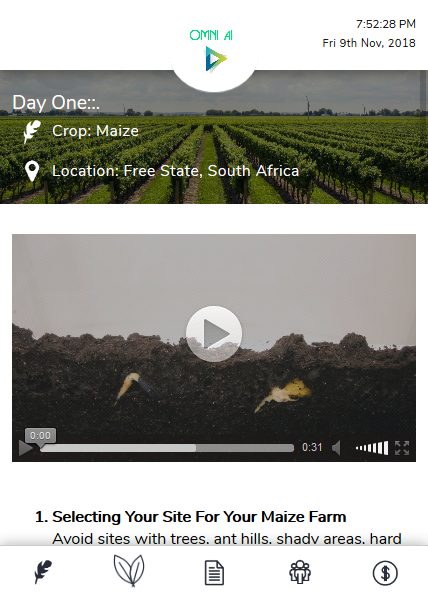 7:52:28 PM
OMNI AI
Fri 9th Nov, 2018
Day One::.
Crop: Maize
Location: Free State, South Africa
0:00
0:31
1. Selecting Your Site For Your Maize Farm
Avoid sites with trees, ant hills, shady areas, hard